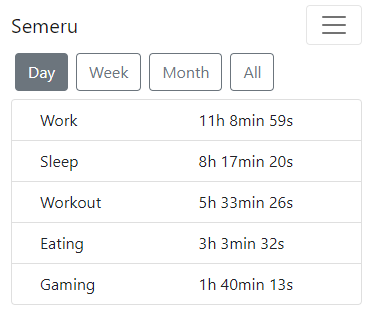 Semeru
Day Week Month All
Work 11h 8min 59s
Sleep 8h 17min 20s
Workout 5h 33min 26s
Eating 3h 3min 32s
Gaming 1h 40min 13s